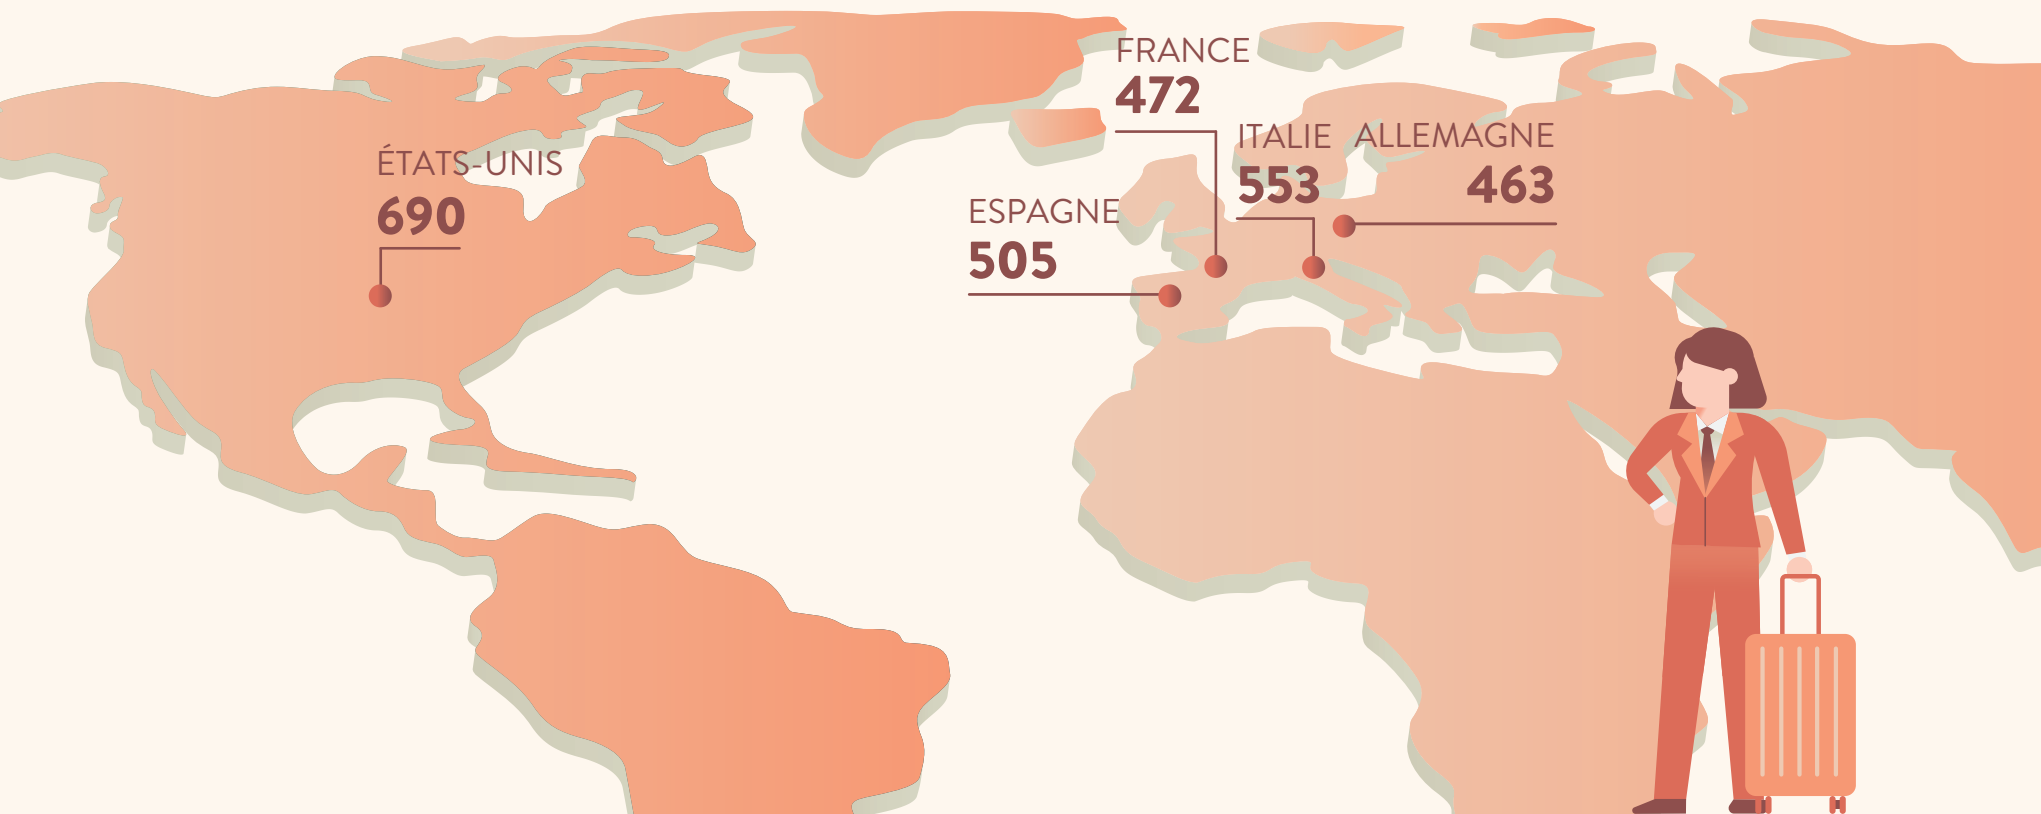 FRANCE
472
ITALIE
553
ALLEMAGNE
463
ÉTATS-UNIS
690
ESPAGNE
505